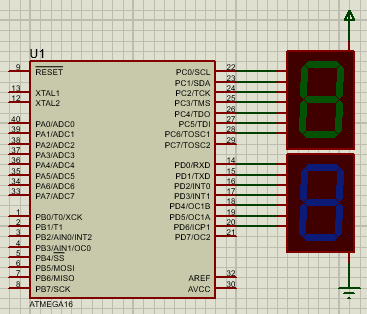 U1
9 RESET
13 XTAL1
12 XTAL2
40 PA0/ADC0
39 PA1/ADC1
38 PA2/ADC2
37 PA3/ADC3
36 PA4/ADC4
35 PA5/ADC5
34 PA6/ADC6
33 PA7/ADC7
1 PB0/T0/XCK
2 PB1/T1
3 PB2/AIN0/INT2
4 PB3/AIN1/OC0
5 PB4/SS
6 PB5/MOSI
7 PB6/MISO
8 PB7/SCK
PC0/SCL 22
PC1/SDA 23
PC2/TCK 24
PC3/TMS 25
PC4/TDO 26
PC5/TDI 27
PC6/TOSC1 28
PC7/TOSC2 29
PD0/RXD 14
PD1/TXD 15
PD2/INT0 16
PD3/INT1 17
PD4/OC1B 18
PD5/OC1A 19
PD6/ICP1 20
PD7/OC2 21
AREF 32
AVCC 30
ATMEGA16